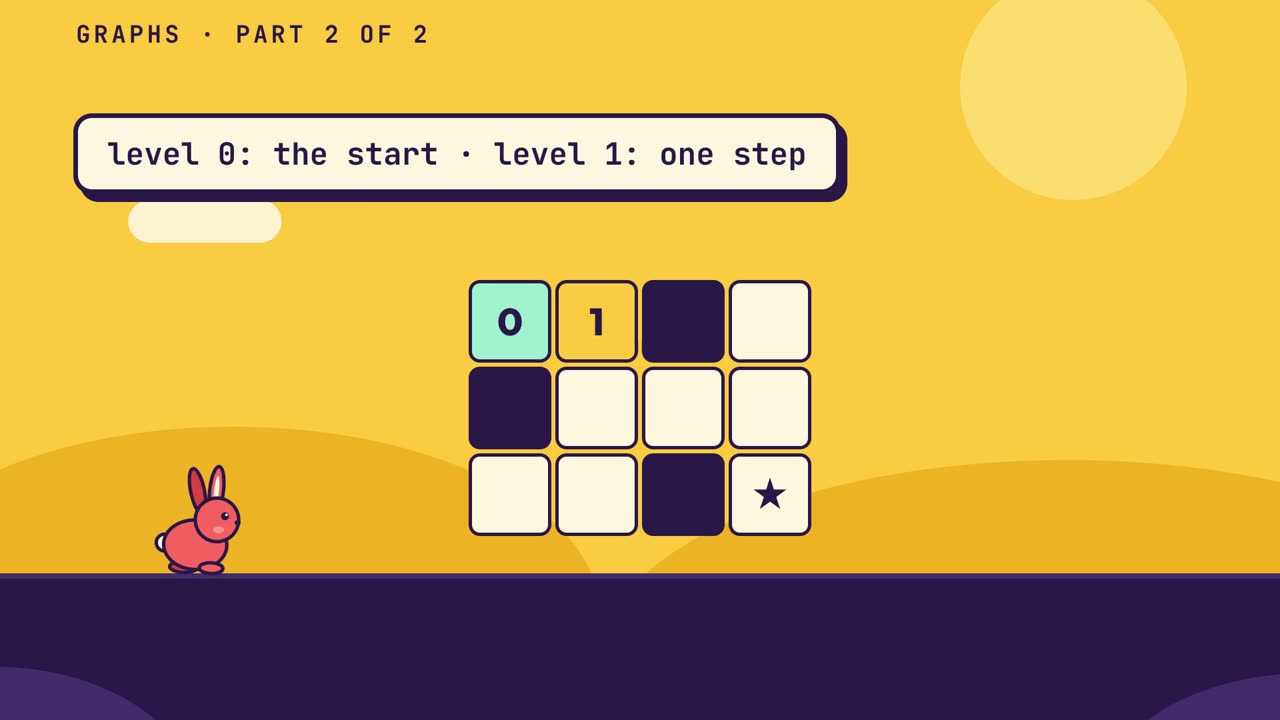 GRAPHS · PART 2 OF 2
level 0: the start · level 1: one step
0 1
★